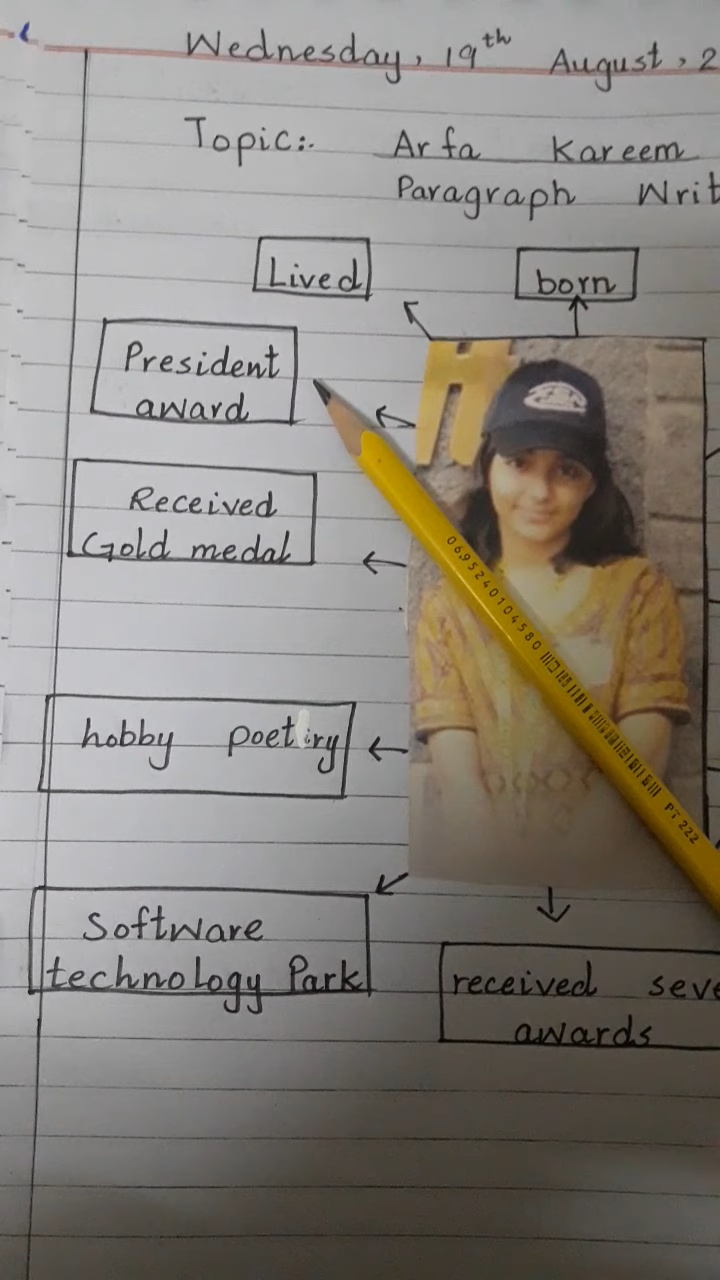 Wednesday, 19th August, 2
Topic:- Arfa Kareem
Paragraph Writ
Lived
born
President
award
Received
Gold medal
hobby poetry
Software
technology Park
received seve
awards
H
0695240104580
PT 222